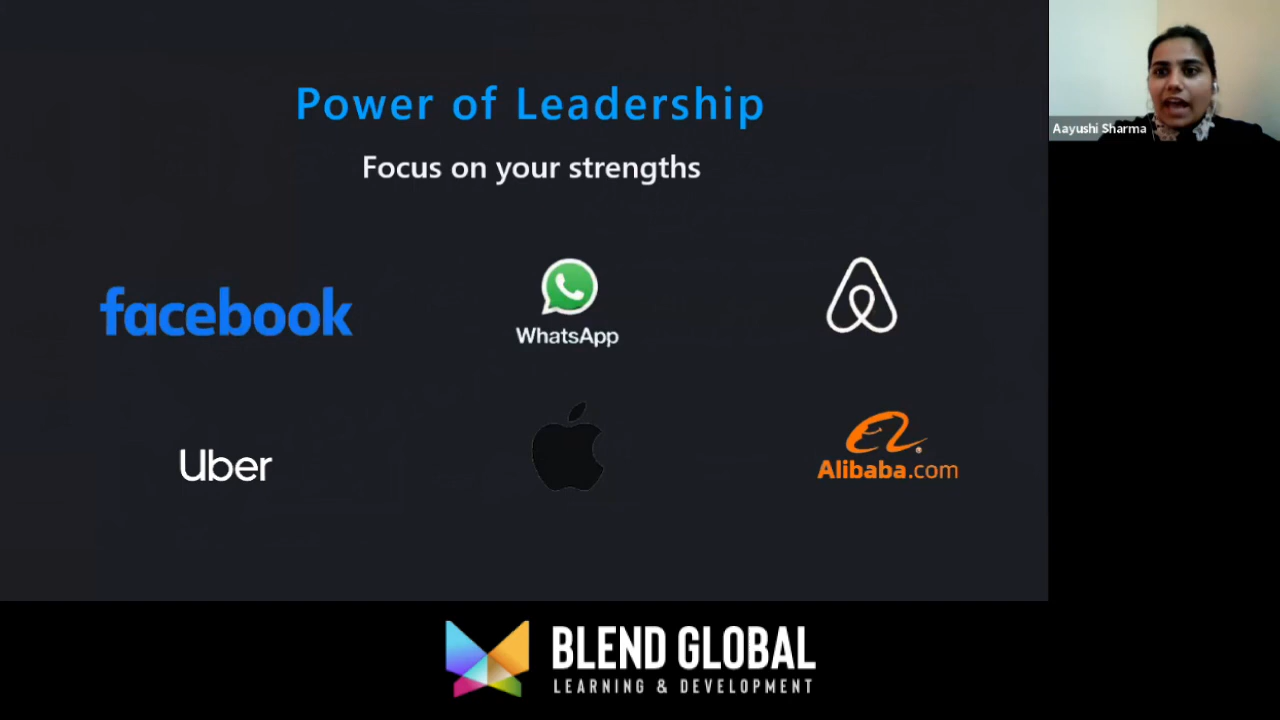 Power of Leadership
Focus on your strengths
Aayushi Sharma
facebook
WhatsApp
Uber
Alibaba.com
BLEND GLOBAL
LEARNING & DEVELOPMENT